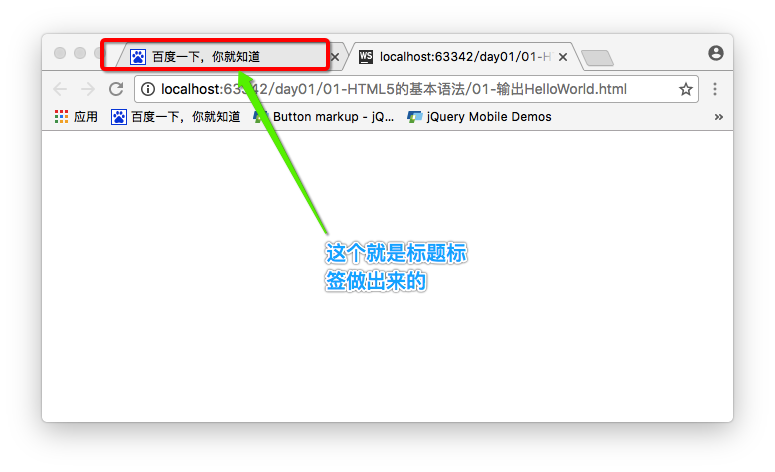 百度一下，你就知道
WS localhost:63342/day01/01-H
localhost:63342/day01/01-HTML5的基本语法/01-输出HelloWorld.html
应用 百度一下，你就知道 Button markup - jQ... jQuery Mobile Demos
这个就是标题标
签做出来的